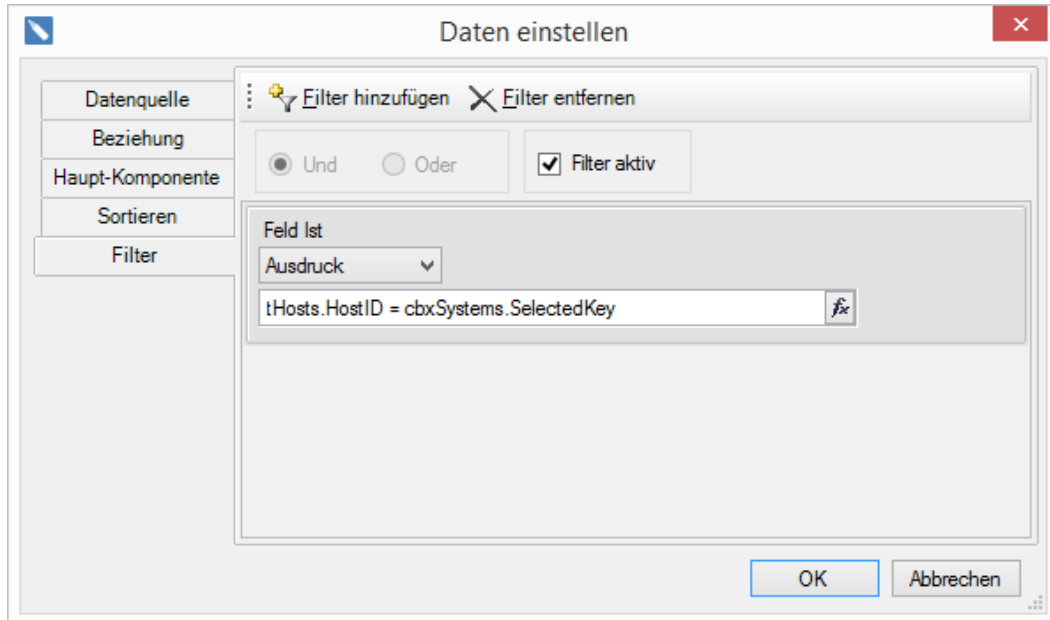 Daten einstellen
Datenquelle
Beziehung
Haupt-Komponente
Sortieren
Filter
Filter hinzufügen Filter entfernen
Und Oder Filter aktiv
Feld Ist
Ausdruck
tHosts.HostID = cbxSystems.SelectedKey fx
OK Abbrechen